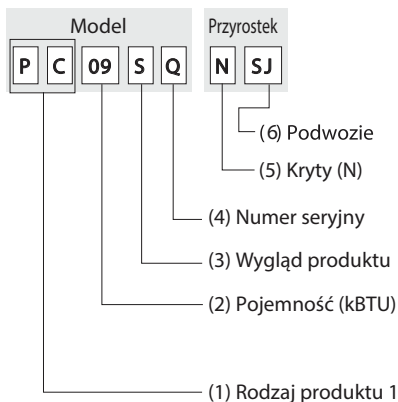 Model Przyrostek
P C 09 S Q N SJ
(6) Podwozie
(5) Kryty (N)
(4) Numer seryjny
(3) Wygląd produktu
(2) Pojemność (kBTU)
(1) Rodzaj produktu 1